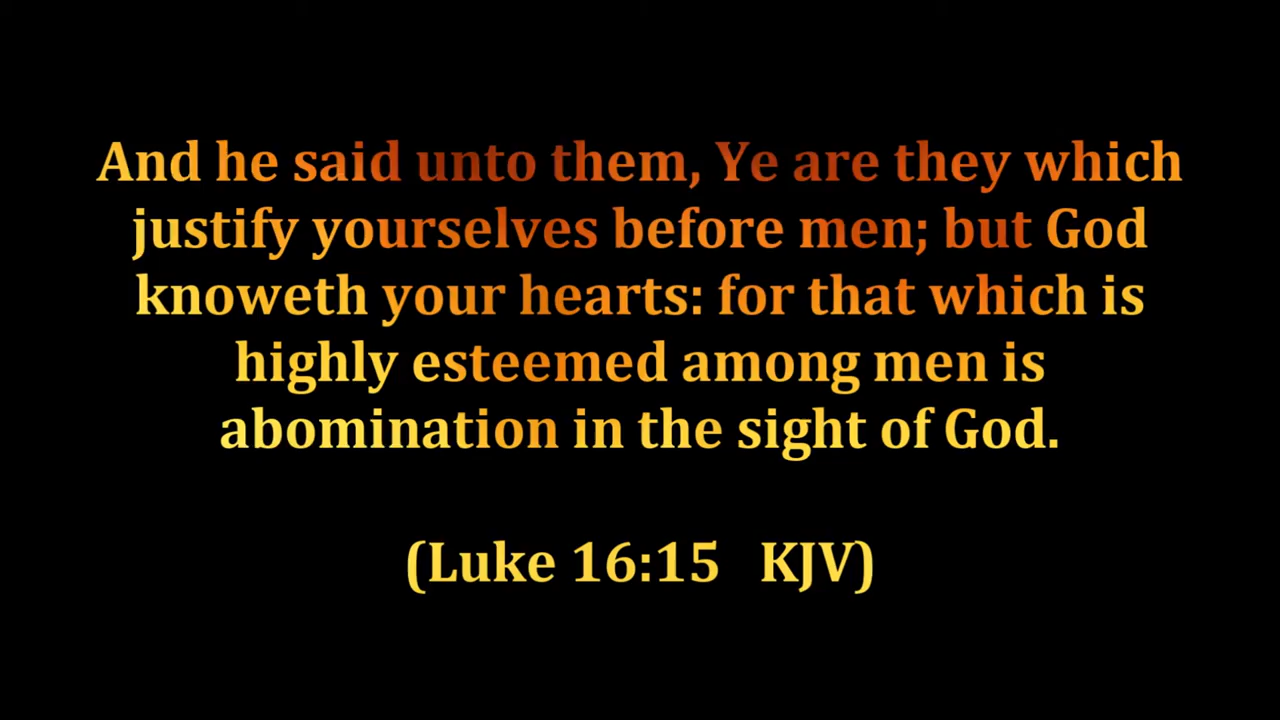 And he said unto them, Ye are they which
justify yourselves before men; but God
knoweth your hearts: for that which is
highly esteemed among men is
abomination in the sight of God.
(Luke 16:15   KJV)